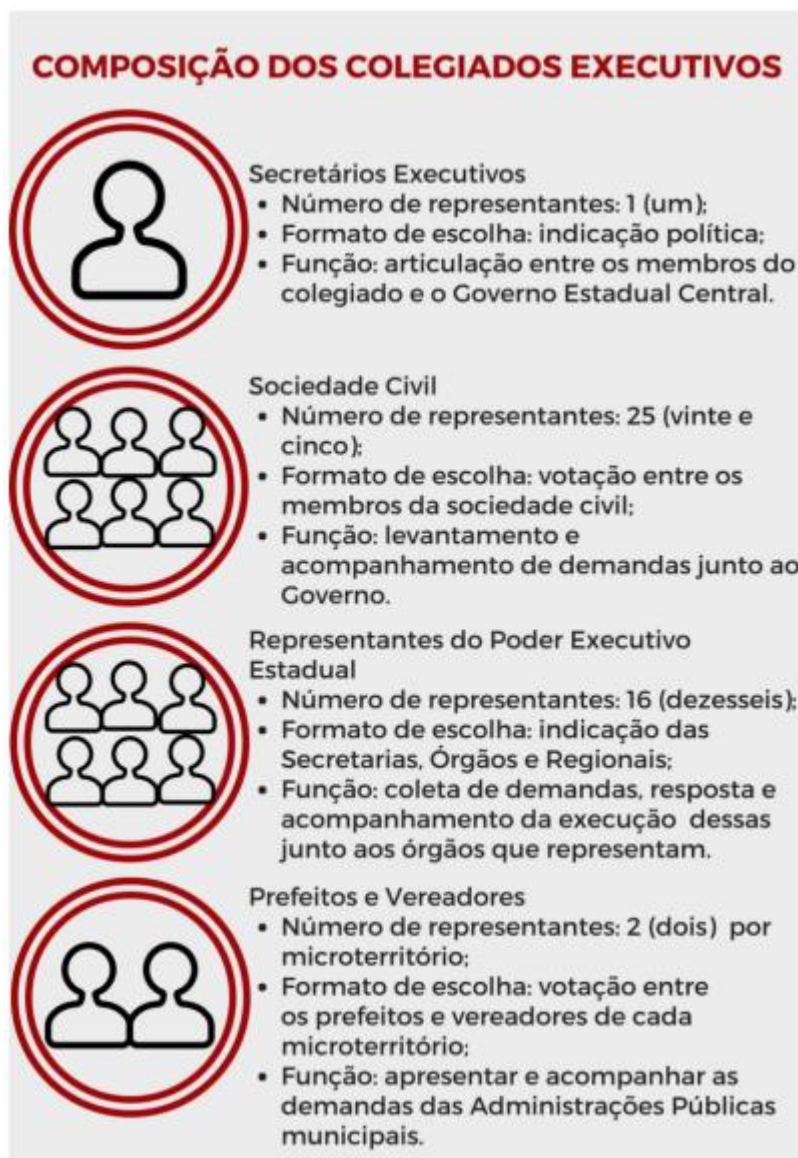 COMPOSIÇÃO DOS COLEGIADOS EXECUTIVOS
Secretários Executivos
• Número de representantes: 1 (um);
• Formato de escolha: indicação política;
• Função: articulação entre os membros do
colegiado e o Governo Estadual Central.
Sociedade Civil
• Número de representantes: 25 (vinte e
cinco);
• Formato de escolha: votação entre os
membros da sociedade civil;
• Função: levantamento e
acompanhamento de demandas junto ao
Governo.
Representantes do Poder Executivo
Estadual
• Número de representantes: 16 (dezesseis);
• Formato de escolha: indicação das
Secretarias, Órgãos e Regionais;
• Função: coleta de demandas, resposta e
acompanhamento da execução dessas
junto aos órgãos que representam.
Prefeitos e Vereadores
• Número de representantes: 2 (dois) por
microterritório;
• Formato de escolha: votação entre
os prefeitos e vereadores de cada
microterritório;
• Função: apresentar e acompanhar as
demandas das Administrações Públicas
municipais.